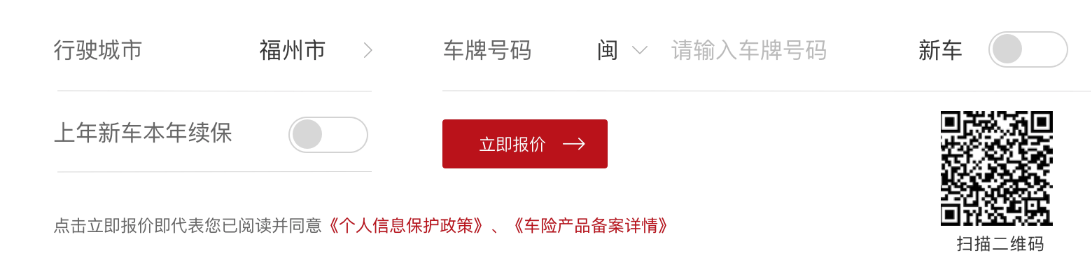 行驶城市 福州市 车牌号码 闽 请输入车牌号码 新车
上年新车本年续保 立即报价
点击立即报价即代表您已阅读并同意《个人信息保护政策》、《车险产品备案详情》
扫描二维码